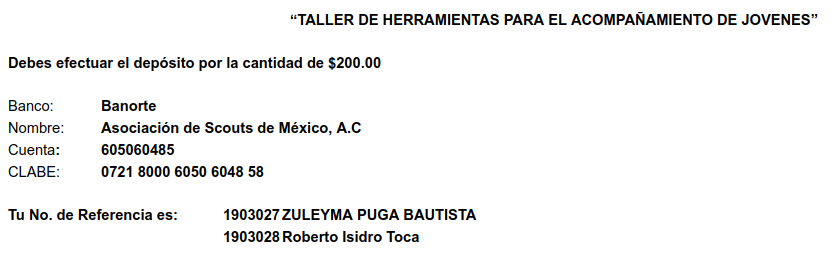 “TALLER DE HERRAMIENTAS PARA EL ACOMPAÑAMIENTO DE JOVENES”
Debes efectuar el depósito por la cantidad de $200.00
Banco: Banorte
Nombre: Asociación de Scouts de México, A.C
Cuenta: 605060485
CLABE: 0721 8000 6050 6048 58
Tu No. de Referencia es: 1903027 ZULEYMA PUGA BAUTISTA
1903028 Roberto Isidro Toca